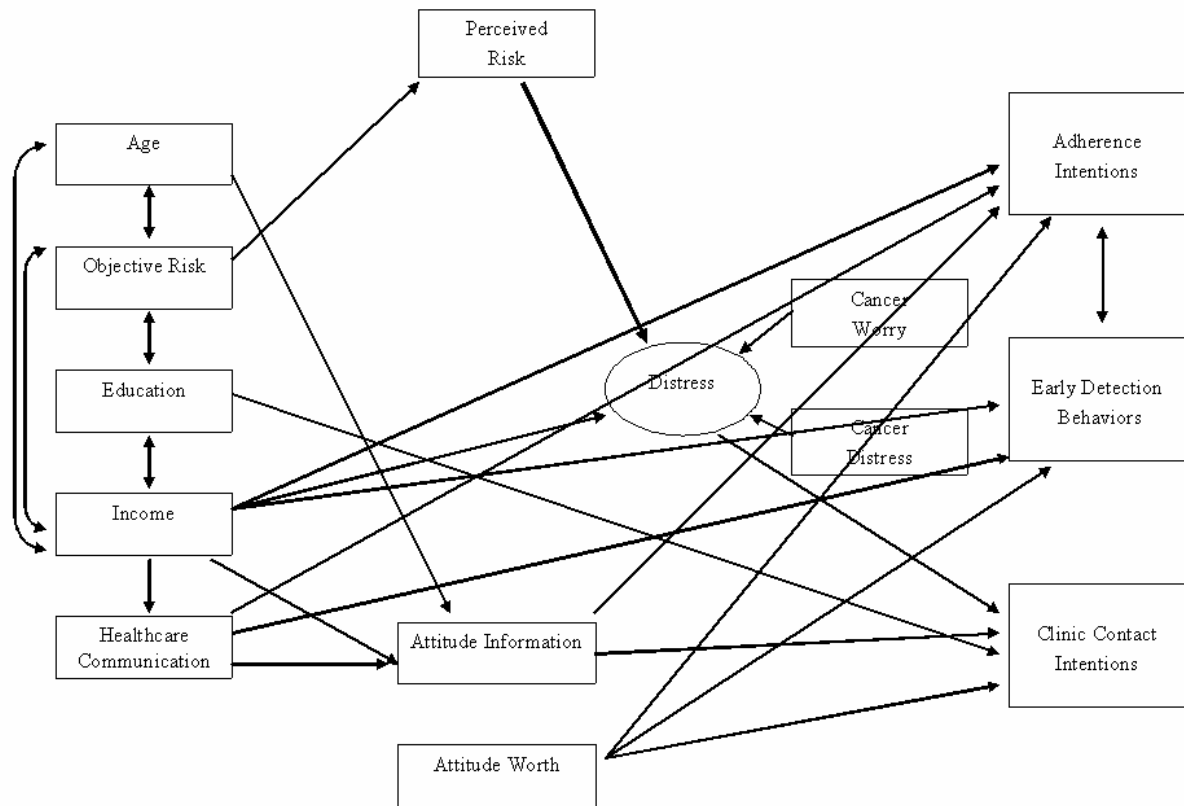 Perceived
Risk
Age
Adherence
Intentions
Objective Risk
Cancer
Worry
Education
Distress
Early Detection
Behaviors
Cancer
Distress
Income
Healthcare
Communication
Attitude Information
Clinic Contact
Intentions
Attitude Worth